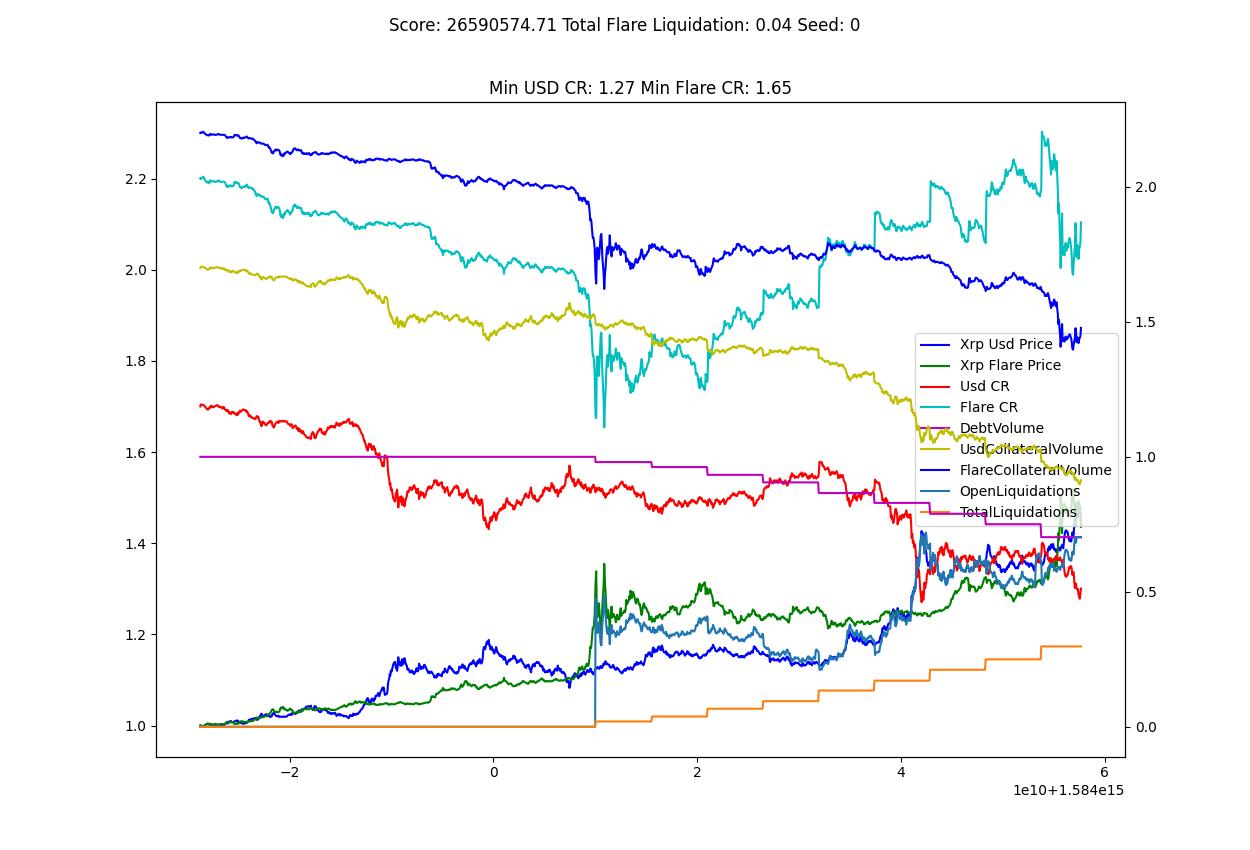 Score: 26590574.71 Total Flare Liquidation: 0.04 Seed: 0
Min USD CR: 1.27 Min Flare CR: 1.65
2.2
2.0
1.8
1.6
1.4
1.2
1.0
2.0
1.5
1.0
0.5
0.0
Xrp Usd Price
Xrp Flare Price
Usd CR
Flare CR
DebtVolume
UsdCollateralVolume
FlareCollateralVolume
OpenLiquidations
TotalLiquidations
−2 0 2 4 6
1e10+1.584e15